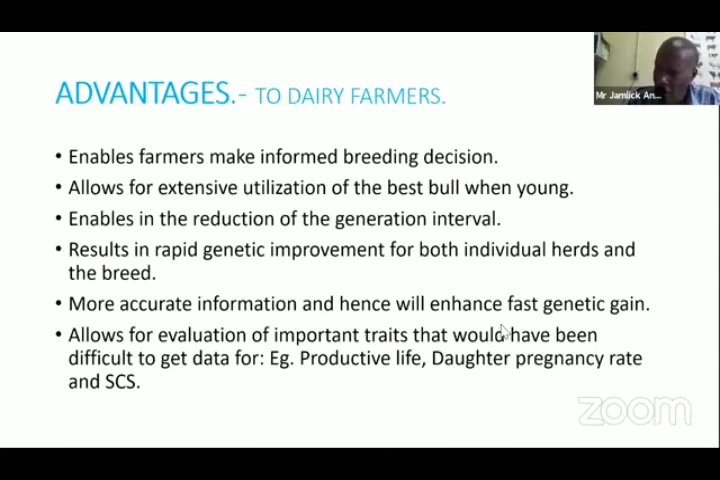 Mr Jamlick An...
ADVANTAGES.- TO DAIRY FARMERS.
• Enables farmers make informed breeding decision.
• Allows for extensive utilization of the best bull when young.
• Enables in the reduction of the generation interval.
• Results in rapid genetic improvement for both individual herds and
the breed.
• More accurate information and hence will enhance fast genetic gain.
• Allows for evaluation of important traits that would have been
difficult to get data for: Eg. Productive life, Daughter pregnancy rate
and SCS.
zoom